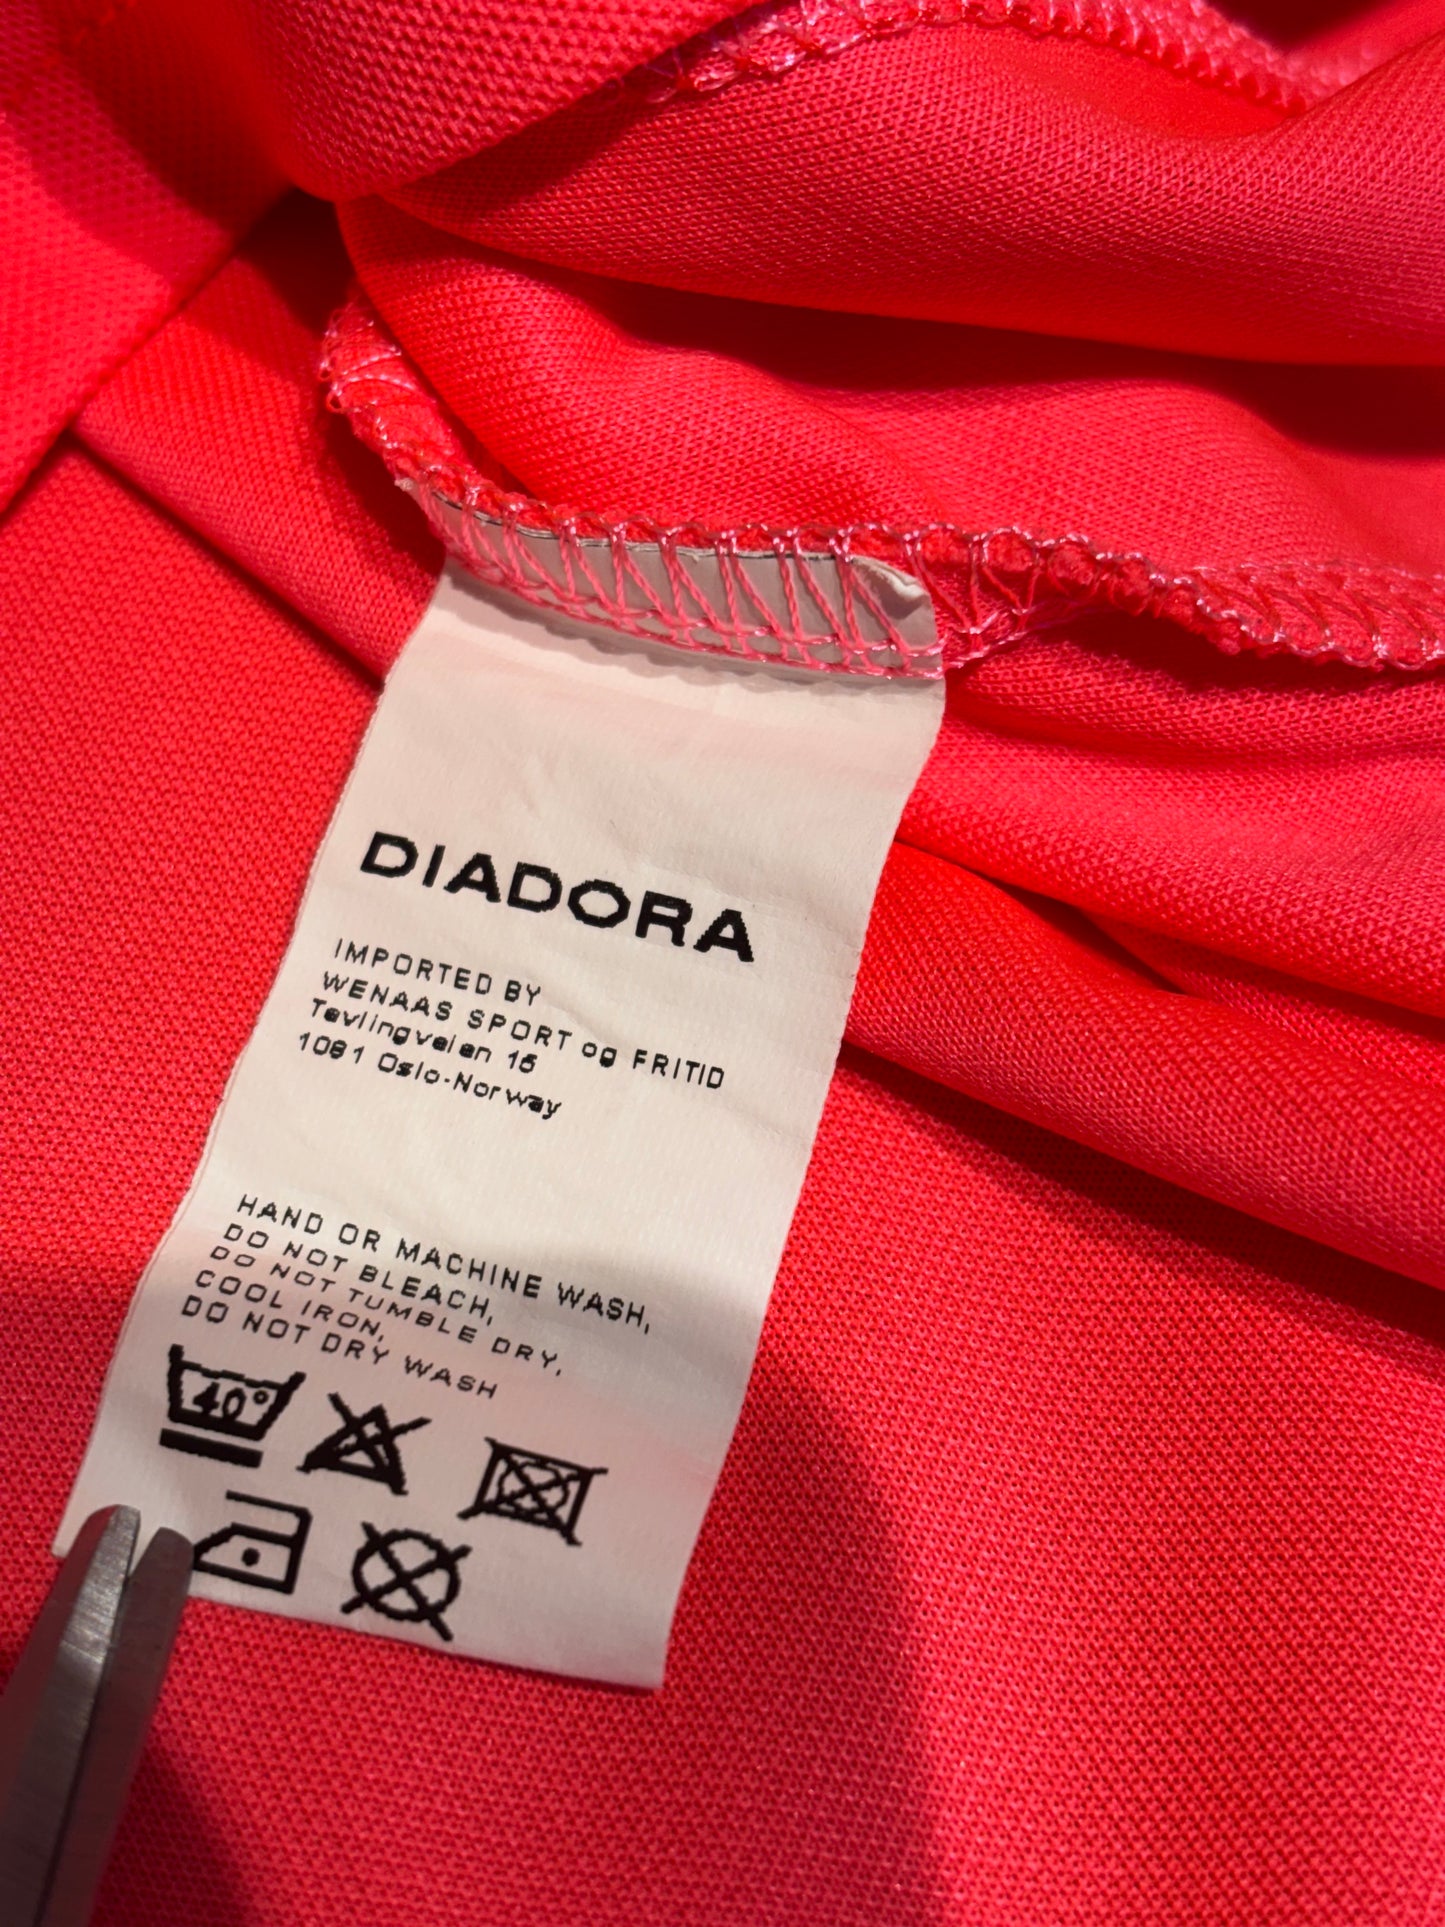 DIADORA
IMPORTED BY
WENAAS SPORT og FRITID
Tevlingveien 15
1081 Oslo-Norway
HAND OR MACHINE WASH,
DO NOT BLEACH,
DO NOT TUMBLE DRY,
COOL IRON,
DO NOT DRY WASH
40°